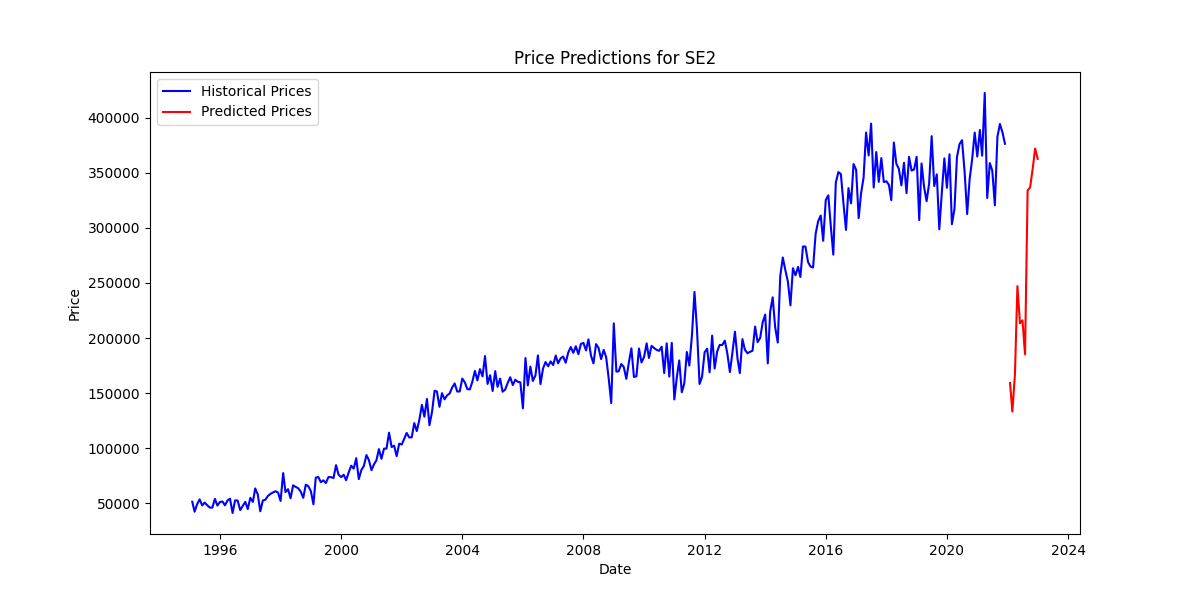 Price Predictions for SE2
Historical Prices
Predicted Prices
400000
350000
300000
250000
200000
150000
100000
50000
Price
1996 2000 2004 2008 2012 2016 2020 2024
Date